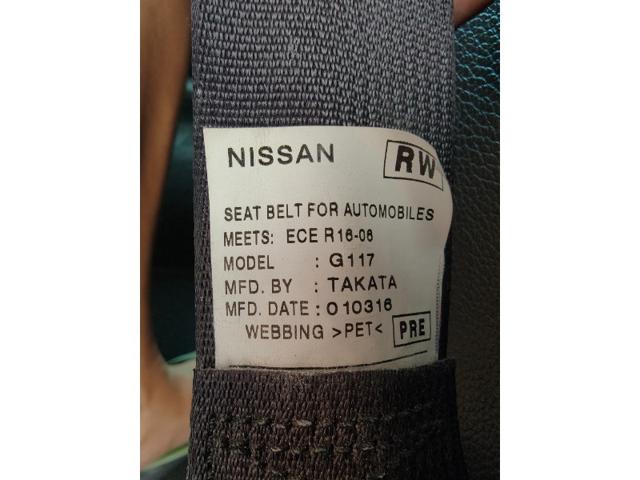 NISSAN RW
SEAT BELT FOR AUTOMOBILES
MEETS: ECE R16-06
MODEL : G117
MFD. BY : TAKATA
MFD. DATE : 010316
WEBBING >PET< PRE